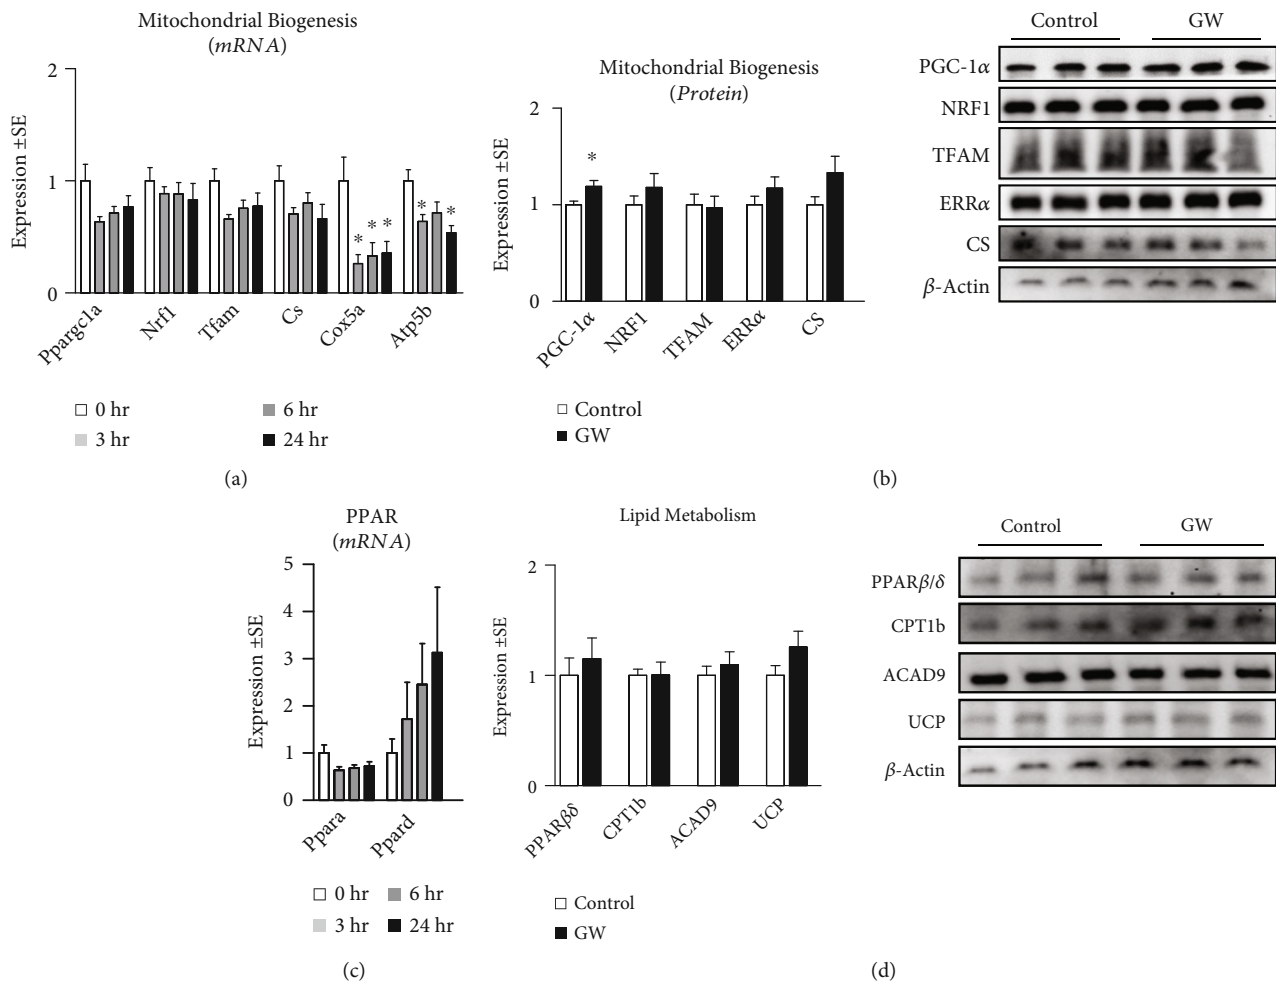 Mitochondrial Biogenesis
(mRNA)
Expression ±SE
2
1
0
Ppargc1a
Nrf1
Tfam
Cs
Cox5a
Atp5b
*
*
*
*
*
0 hr
6 hr
3 hr
24 hr
(a)
Mitochondrial Biogenesis
(Protein)
Expression ±SE
2
1
0
*
PGC-1α
NRF1
TFAM
ERRα
CS
Control
GW
Control
GW
PGC-1α
NRF1
TFAM
ERRα
CS
β-Actin
(b)
PPAR
(mRNA)
Expression ±SE
5
4
3
2
1
0
Ppara
Ppard
0 hr
6 hr
3 hr
24 hr
(c)
Lipid Metabolism
Expression ±SE
2
1
0
PPARβδ
CPT1b
ACAD9
UCP
Control
GW
Control
GW
PPARβ/δ
CPT1b
ACAD9
UCP
β-Actin
(d)